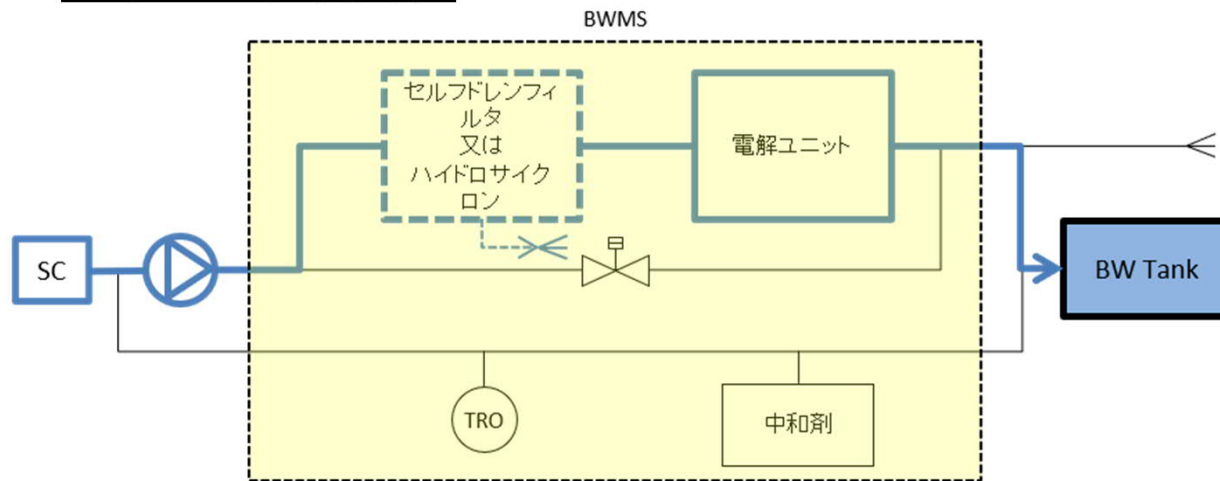 BWMS
セルフドレンフィ
ルタ
又は
ハイドロサイク
ロン
電解ユニット
SC
BW Tank
TRO
中和剤